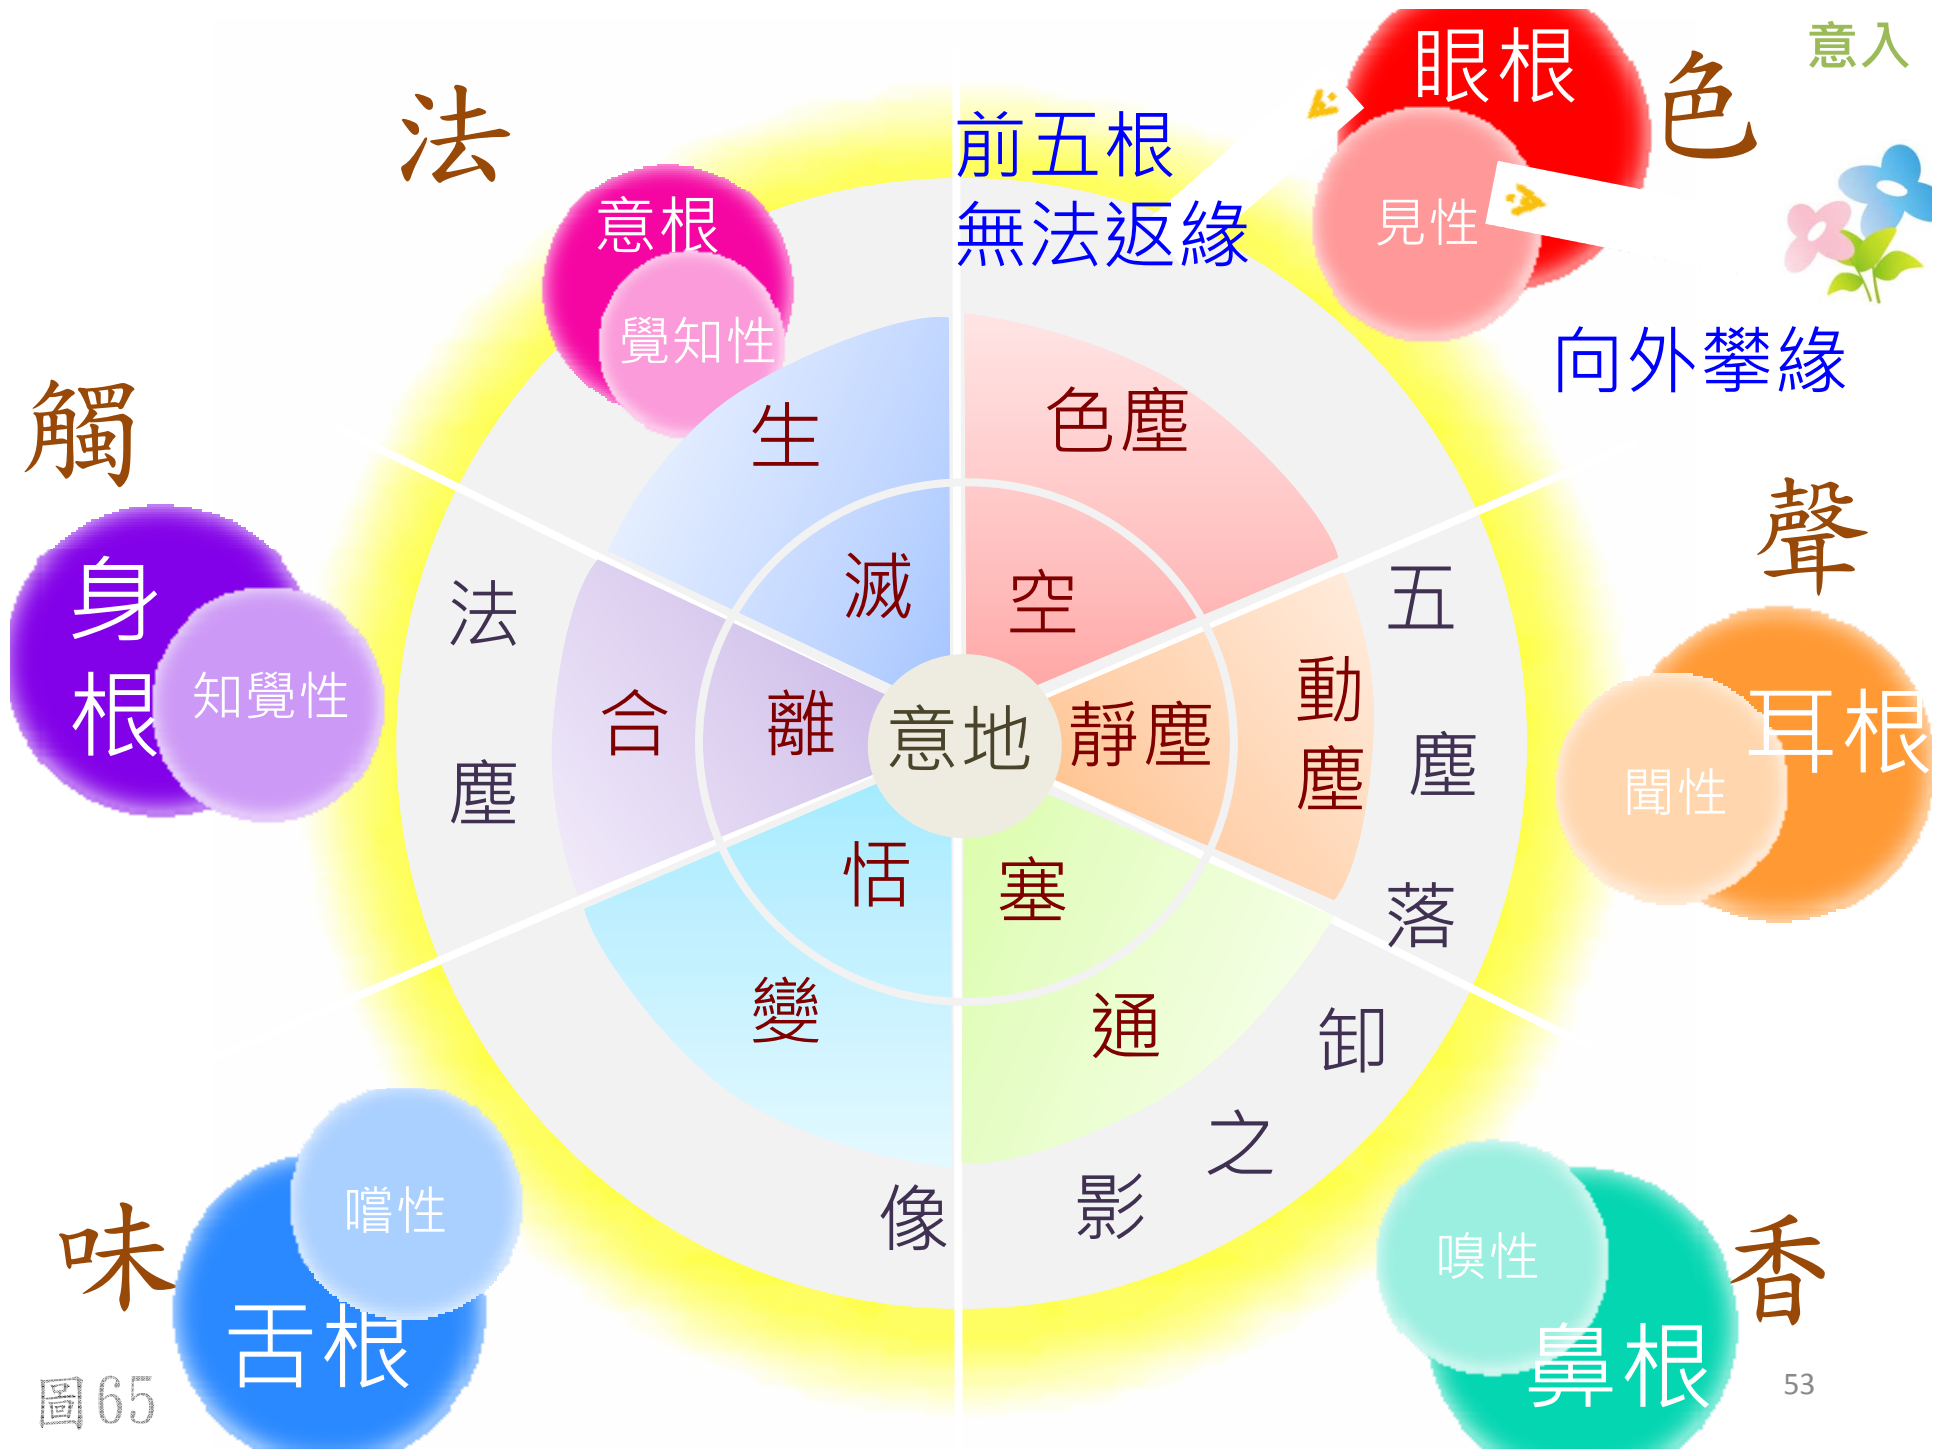 意入
法
眼根
色
前五根
無法返緣
意根
見性
覺知性
向外攀緣
觸
生
色塵
聲
身
根
知覺性
法
塵
滅
空
五
塵
落
卸
之
影
像
合
離
意地
靜塵
動
塵
耳根
聞性
恬
塞
變
通
嚐性
嗅性
味
舌根
香
鼻根
圖65
53